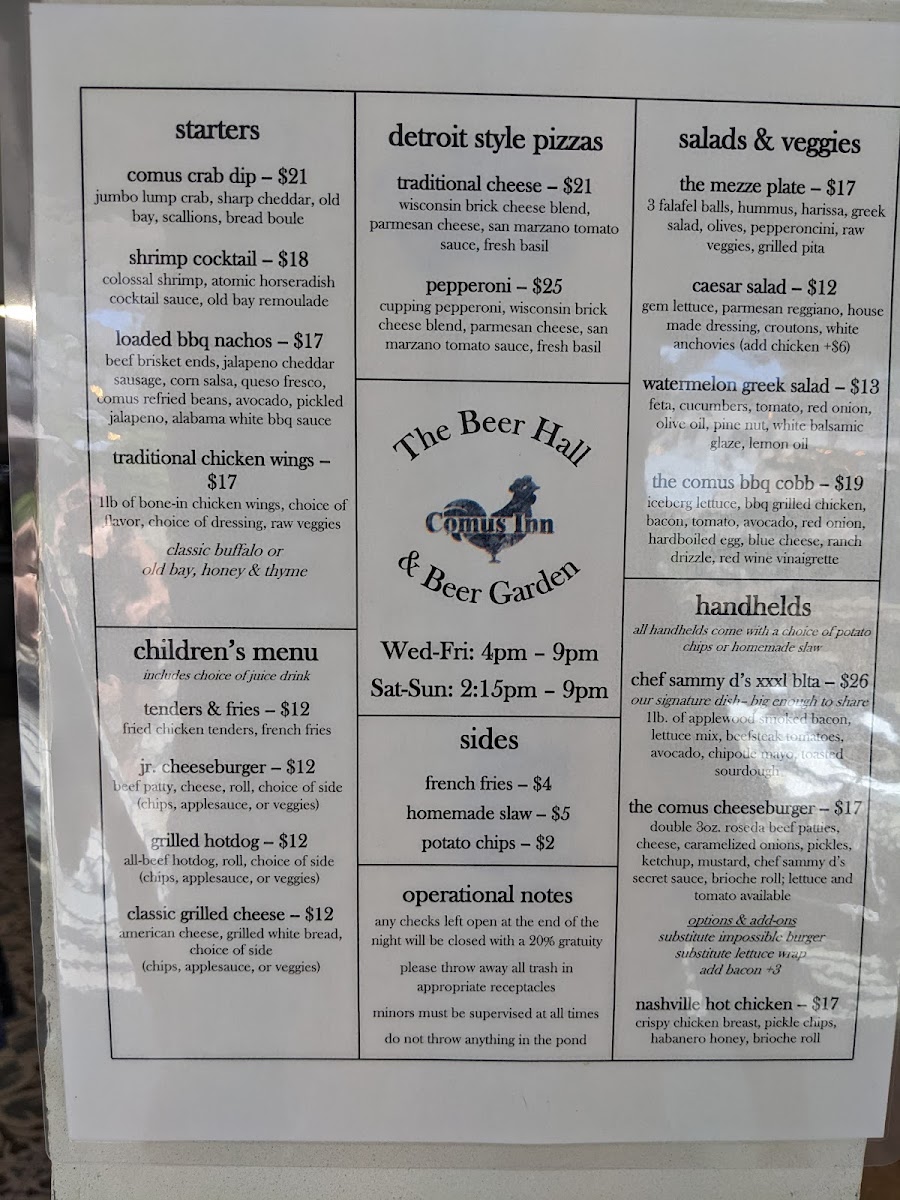 starters
comus crab dip – $21
jumbo lump crab, sharp cheddar, old
bay, scallions, bread boule
shrimp cocktail – $18
colossal shrimp, atomic horseradish
cocktail sauce, old bay remoulade
loaded bbq nachos – $17
beef brisket ends, jalapeno cheddar
sausage, corn salsa, queso fresco,
comus refried beans, avocado, pickled
jalapeno, alabama white bbq sauce
traditional chicken wings –
$17
1lb of bone-in chicken wings, choice of
flavor, choice of dressing, raw veggies
classic buffalo or
old bay, honey & thyme
children's menu
includes choice of juice drink
tenders & fries – $12
fried chicken tenders, french fries
jr. cheeseburger – $12
beef patty, cheese, roll, choice of side
(chips, applesauce, or veggies)
grilled hotdog – $12
all-beef hotdog, roll, choice of side
(chips, applesauce, or veggies)
classic grilled cheese – $12
american cheese, grilled white bread,
choice of side
(chips, applesauce, or veggies)
detroit style pizzas
traditional cheese – $21
wisconsin brick cheese blend,
parmesan cheese, san marzano tomato
sauce, fresh basil
pepperoni – $25
cupping pepperoni, wisconsin brick
cheese blend, parmesan cheese, san
marzano tomato sauce, fresh basil
The Beer Hall
Comus Inn
& Beer Garden
Wed-Fri: 4pm – 9pm
Sat-Sun: 2:15pm – 9pm
sides
french fries – $4
homemade slaw – $5
potato chips – $2
operational notes
any checks left open at the end of the
night will be closed with a 20% gratuity
please throw away all trash in
appropriate receptacles
minors must be supervised at all times
do not throw anything in the pond
salads & veggies
the mezze plate – $17
3 falafel balls, hummus, harissa, greek
salad, olives, pepperoncini, raw
veggies, grilled pita
caesar salad – $12
gem lettuce, parmesan reggiano, house
made dressing, croutons, white
anchovies (add chicken +$6)
watermelon greek salad – $13
feta, cucumbers, tomato, red onion,
olive oil, pine nut, white balsamic
glaze, lemon oil
the comus bbq cobb – $19
iceberg lettuce, bbq grilled chicken,
bacon, tomato, avocado, red onion,
hardboiled egg, blue cheese, ranch
drizzle, red wine vinaigrette
handhelds
all handhelds come with a choice of potato
chips or homemade slaw
chef sammy d's xxxl blta – $26
our signature dish– big enough to share
1lb. of applewood smoked bacon,
lettuce mix, beefsteak tomatoes,
avocado, chipotle mayo, toasted
sourdough
the comus cheeseburger – $17
double 3oz. roseda beef patties,
cheese, caramelized onions, pickles,
ketchup, mustard, chef sammy d's
secret sauce, brioche roll; lettuce and
tomato available
options & add-ons
substitute impossible burger
substitute lettuce wrap
add bacon +3
nashville hot chicken – $17
crispy chicken breast, pickle chips,
habanero honey, brioche roll